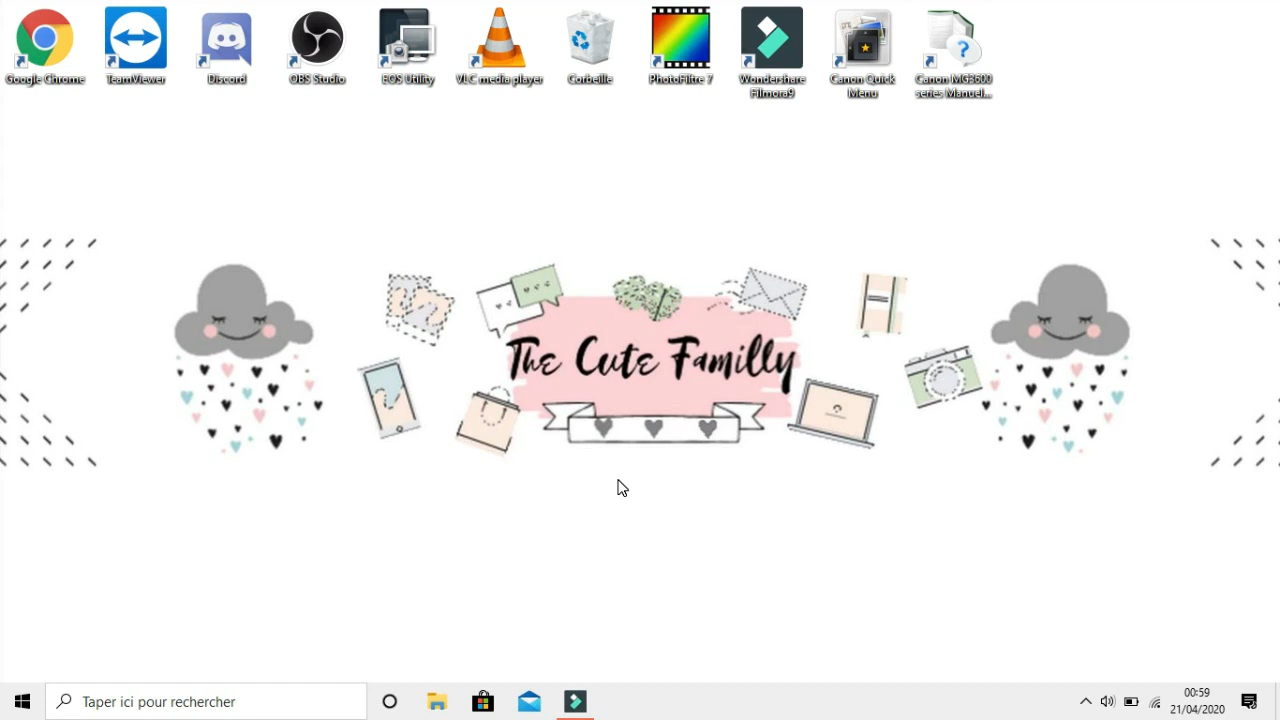 Google Chrome
TeamViewer
Discord
OBS Studio
EOS Utility
VLC media player
Corbeille
PhotoFiltre 7
Wondershare
Filmora9
Canon Quick
Menu
Canon MG3600
series Manuel...
The Cute Familly
Taper ici pour rechercher
00:59
21/04/2020